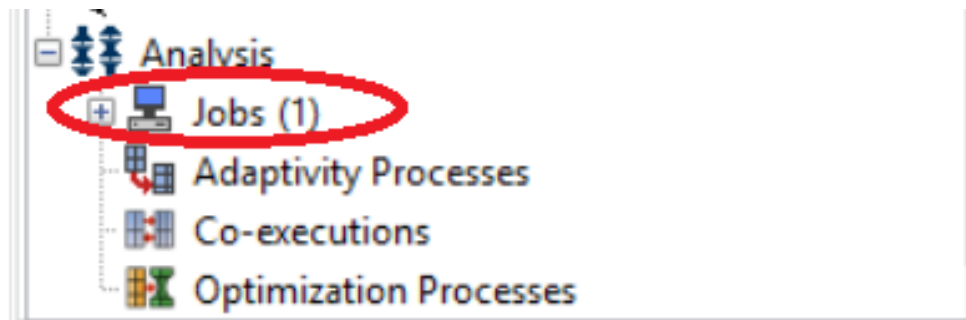 Analysis
Jobs (1)
Adaptivity Processes
Co-executions
Optimization Processes